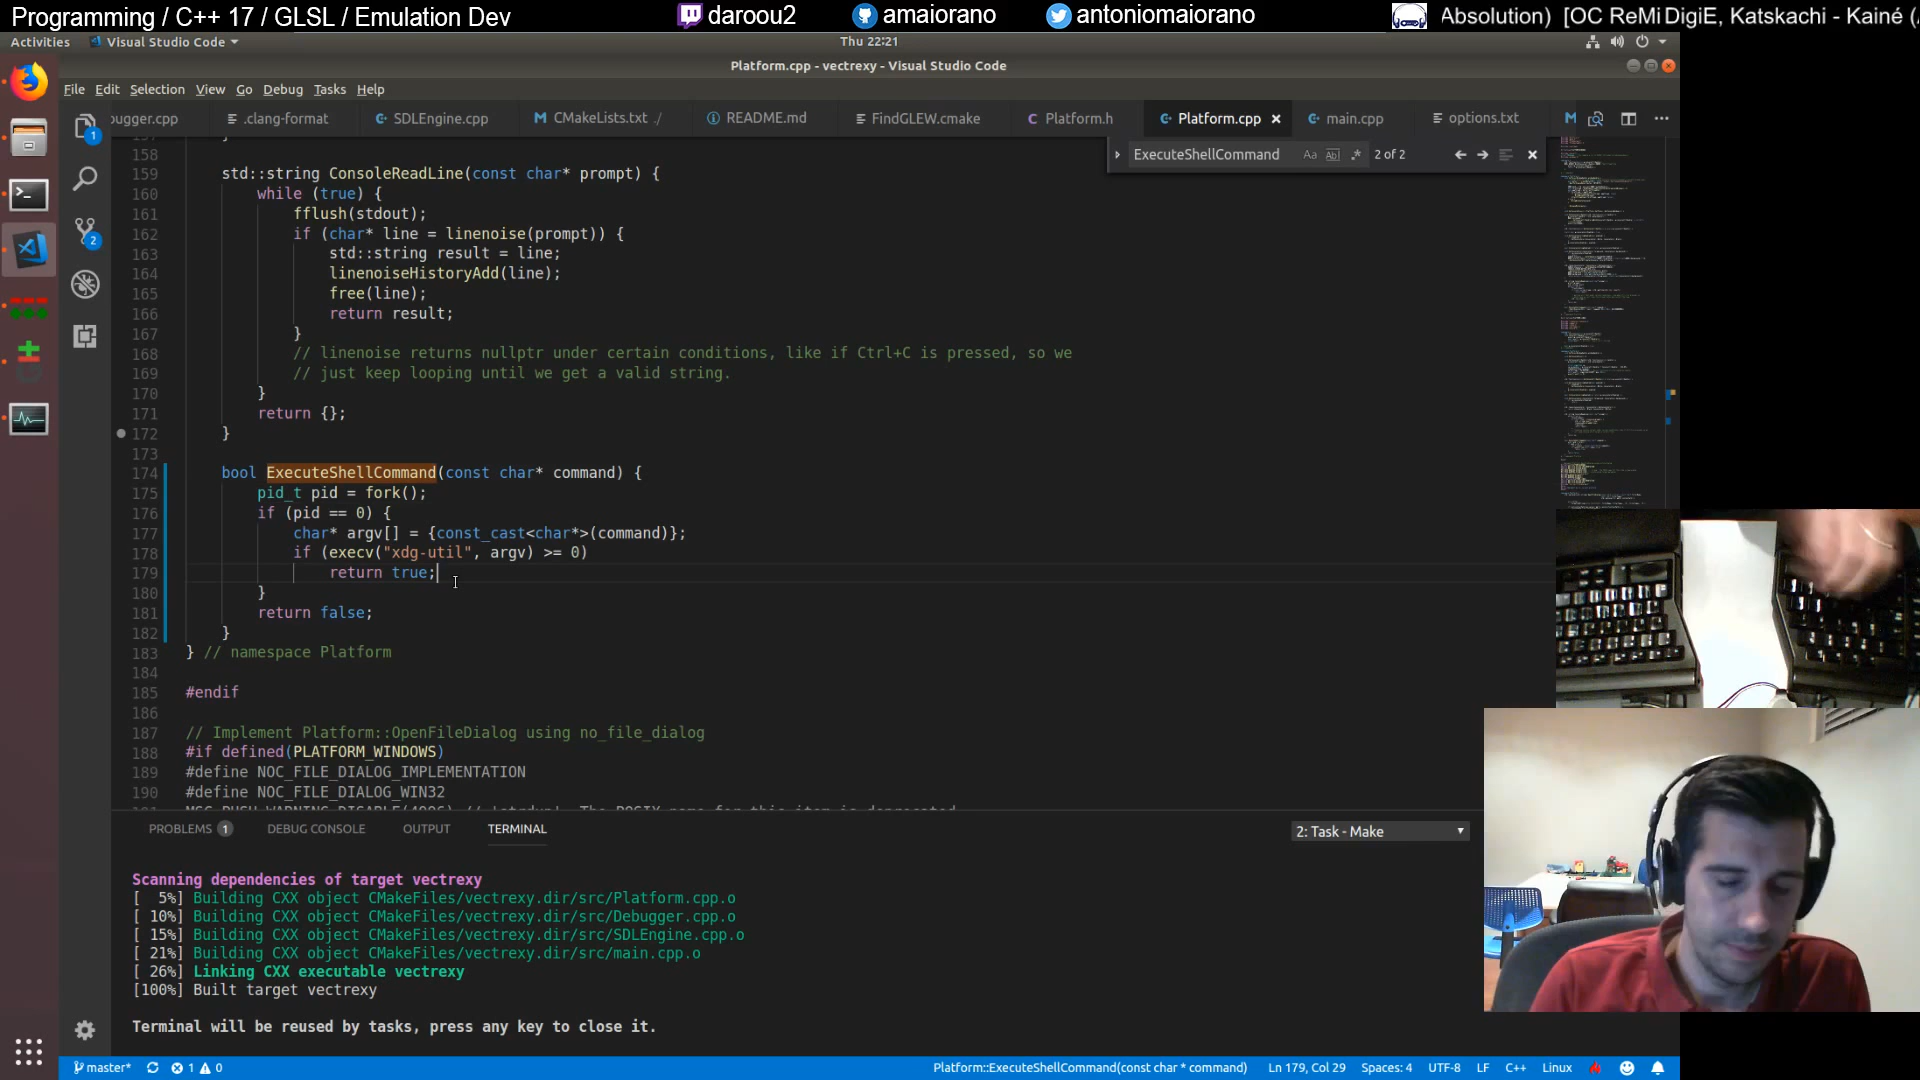 Programming / C++ 17 / GLSL / Emulation Dev
daroou2
amaiorano
antoniomaiorano
Absolution) [OC ReMi DigiE, Katskachi - Kainé (
Activities
Visual Studio Code
Thu 22:21
Platform.cpp - vectrexy - Visual Studio Code
File Edit Selection View Go Debug Tasks Help
bugger.cpp
.clang-format
SDLEngine.cpp
CMakeLists.txt ./
README.md
FindGLEW.cmake
Platform.h
Platform.cpp
main.cpp
options.txt
ExecuteShellCommand
Aa Abl .* 2 of 2
158
159 std::string ConsoleReadLine(const char* prompt) {
160 while (true) {
161 fflush(stdout);
162 if (char* line = linenoise(prompt)) {
163 std::string result = line;
164 linenoiseHistoryAdd(line);
165 free(line);
166 return result;
167 }
168 // linenoise returns nullptr under certain conditions, like if Ctrl+C is pressed, so we
169 // just keep looping until we get a valid string.
170 }
171 return {};
172 }
173
174 bool ExecuteShellCommand(const char* command) {
175 pid_t pid = fork();
176 if (pid == 0) {
177 char* argv[] = {const_cast<char*>(command)};
178 if (execv("xdg-util", argv) >= 0)
179 return true;
180 }
181 return false;
182 }
183 } // namespace Platform
184
185 #endif
186
187 // Implement Platform::OpenFileDialog using no_file_dialog
188 #if defined(PLATFORM_WINDOWS)
189 #define NOC_FILE_DIALOG_IMPLEMENTATION
190 #define NOC_FILE_DIALOG_WIN32
PROBLEMS 1 DEBUG CONSOLE OUTPUT TERMINAL
2: Task - Make
Scanning dependencies of target vectrexy
[ 5%] Building CXX object CMakeFiles/vectrexy.dir/src/Platform.cpp.o
[ 10%] Building CXX object CMakeFiles/vectrexy.dir/src/Debugger.cpp.o
[ 15%] Building CXX object CMakeFiles/vectrexy.dir/src/SDLEngine.cpp.o
[ 21%] Building CXX object CMakeFiles/vectrexy.dir/src/main.cpp.o
[ 26%] Linking CXX executable vectrexy
[100%] Built target vectrexy
Terminal will be reused by tasks, press any key to close it.
master* 1 0
Platform::ExecuteShellCommand(const char * command) Ln 179, Col 29 Spaces: 4 UTF-8 LF C++ Linux